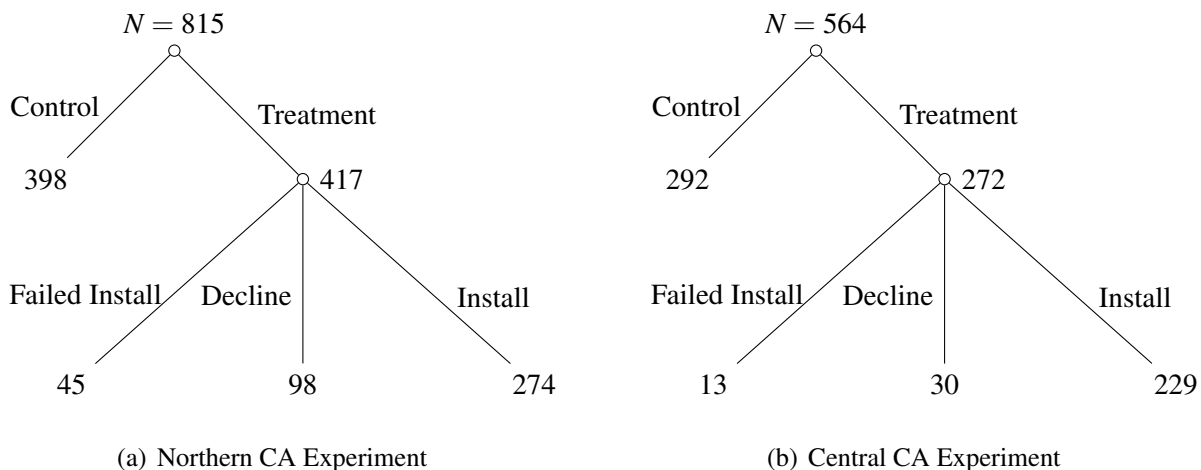 N = 815
Control
Treatment
398
417
Failed Install
Decline
Install
45
98
274
(a) Northern CA Experiment
N = 564
Control
Treatment
292
272
Failed Install
Decline
Install
13
30
229
(b) Central CA Experiment